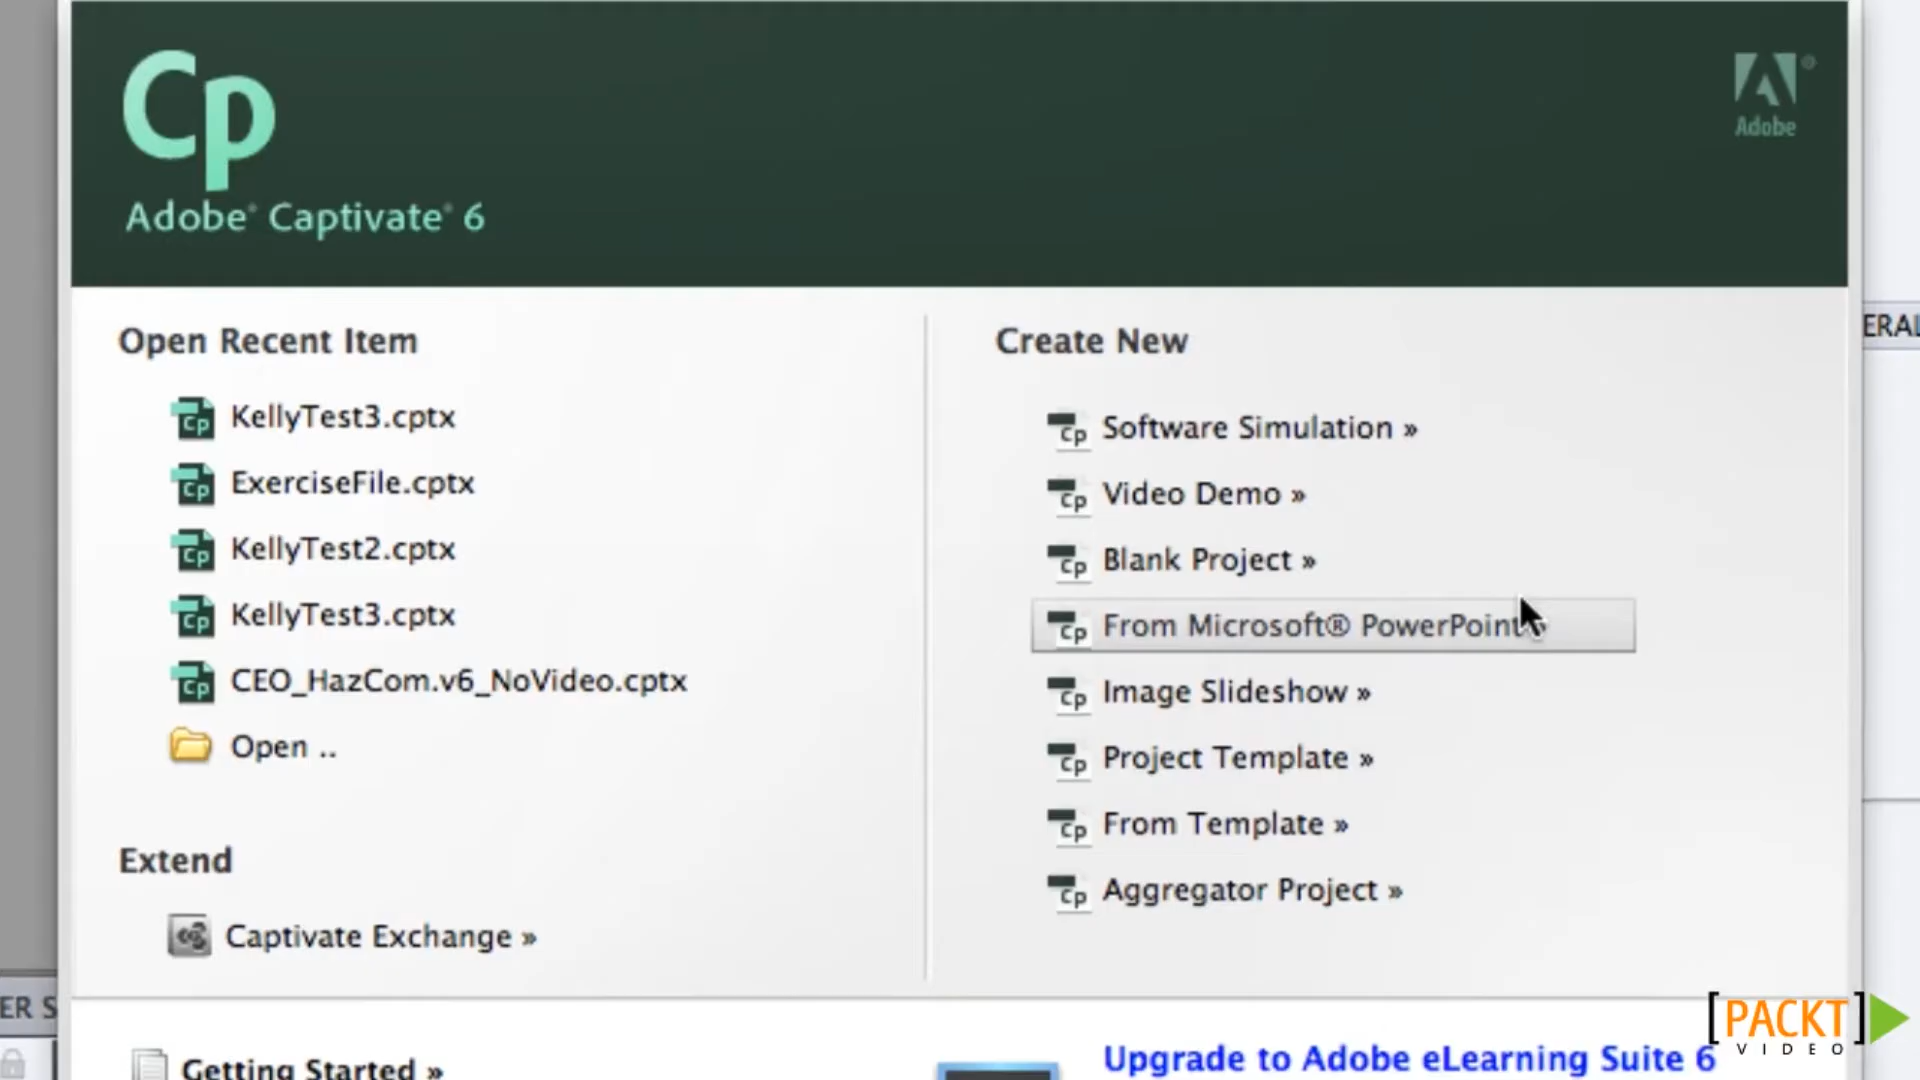 Cp
Adobe® Captivate® 6
Adobe
Open Recent Item
KellyTest3.cptx
ExerciseFile.cptx
KellyTest2.cptx
KellyTest3.cptx
CEO_HazCom.v6_NoVideo.cptx
Open ..
Extend
Captivate Exchange »
Create New
Software Simulation »
Video Demo »
Blank Project »
From Microsoft® PowerPoint »
Image Slideshow »
Project Template »
From Template »
Aggregator Project »
Getting Started »
Upgrade to Adobe eLearning Suite 6
ERAL
ER S
[PACKT]
VIDEO